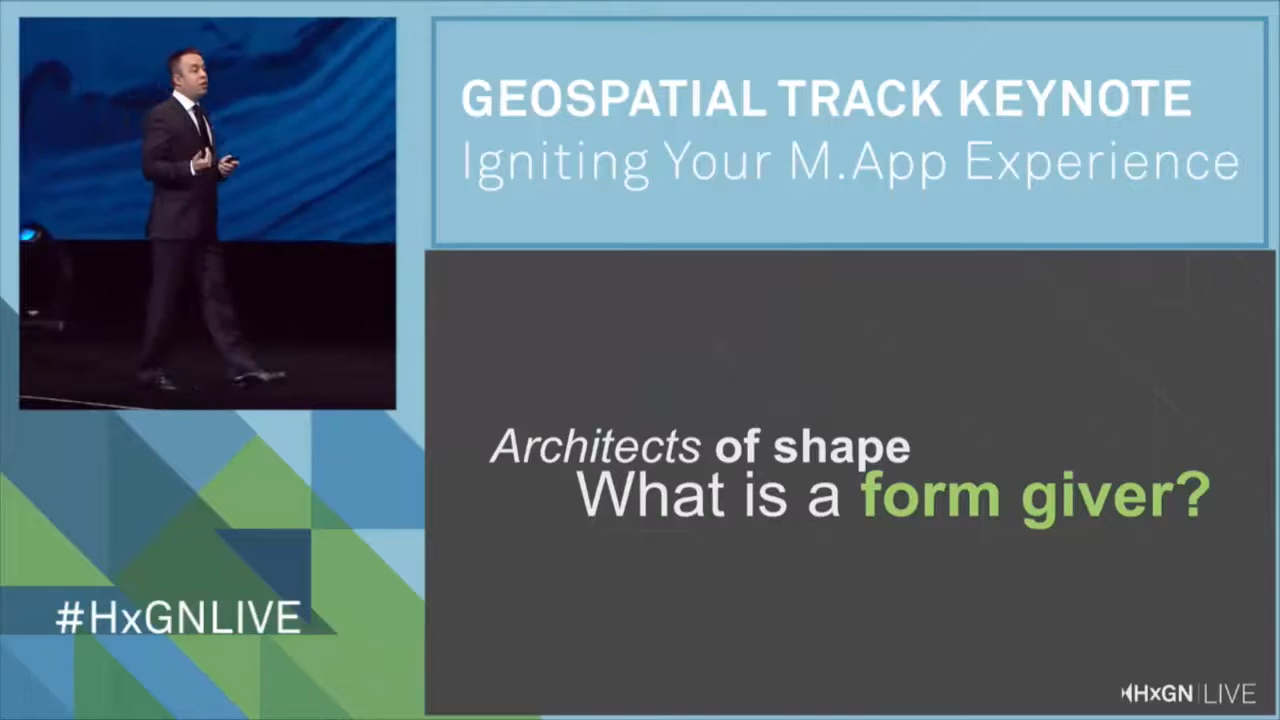 GEOSPATIAL TRACK KEYNOTE
Igniting Your M.App Experience
Architects of shape
What is a form giver?
#HxGNLIVE
HxGN LIVE